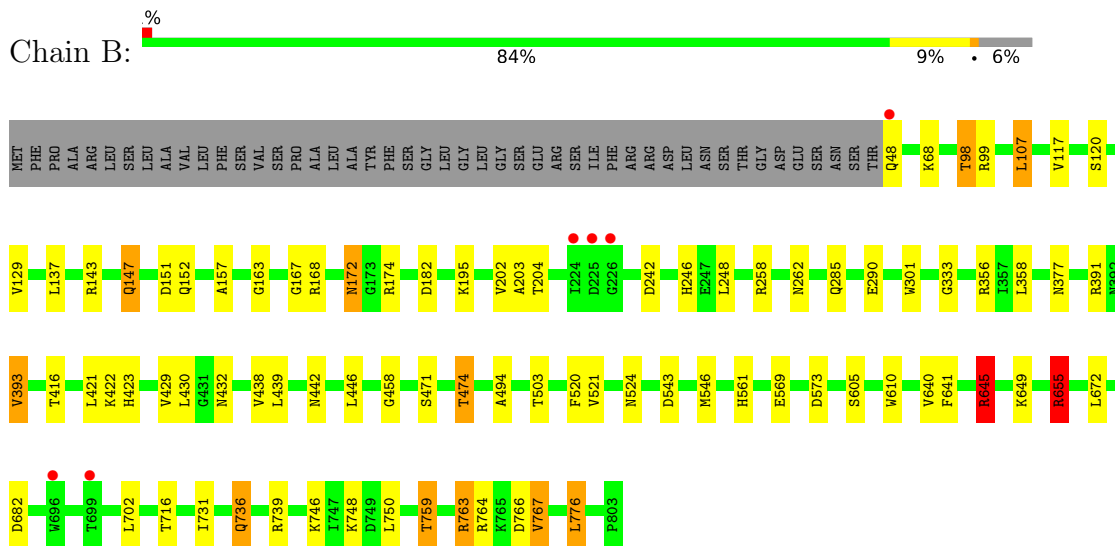 .%
Chain B:
84% 9% • 6%
MET PHE PRO ALA ARG LEU SER LEU ALA VAL LEU PHE SER VAL SER PRO ALA LEU ALA TYR PHE SER GLY LEU GLY LEU GLY SER GLU ARG SER ILE PHE ARG ARG ASP LEU ASN SER THR GLY ASP GLU SER ASN SER THR Q48 K68 T98 R99 L107 V117 S120
V129 L137 R143 Q147 D151 Q152 A157 G163 G167 R168 N172 G173 R174 D182 K195 V202 A203 T204 I224 D225 G226 D242 H246 E247 L248 R258 N262 Q285 E290 W301 G333 R356 I357 L358 N377 R391 N392
V393 T416 L421 K422 H423 V429 L430 G431 N432 V438 L439 N442 L446 G458 S471 T474 A494 T503 F520 V521 N524 D543 M546 H561 E569 D573 S605 W610 V640 F641 R645 K649 R655 L672
D682 W696 T699 L702 T716 I731 Q736 R739 K746 I747 K748 D749 L750 T759 R763 R764 K765 D766 V767 L776 P803